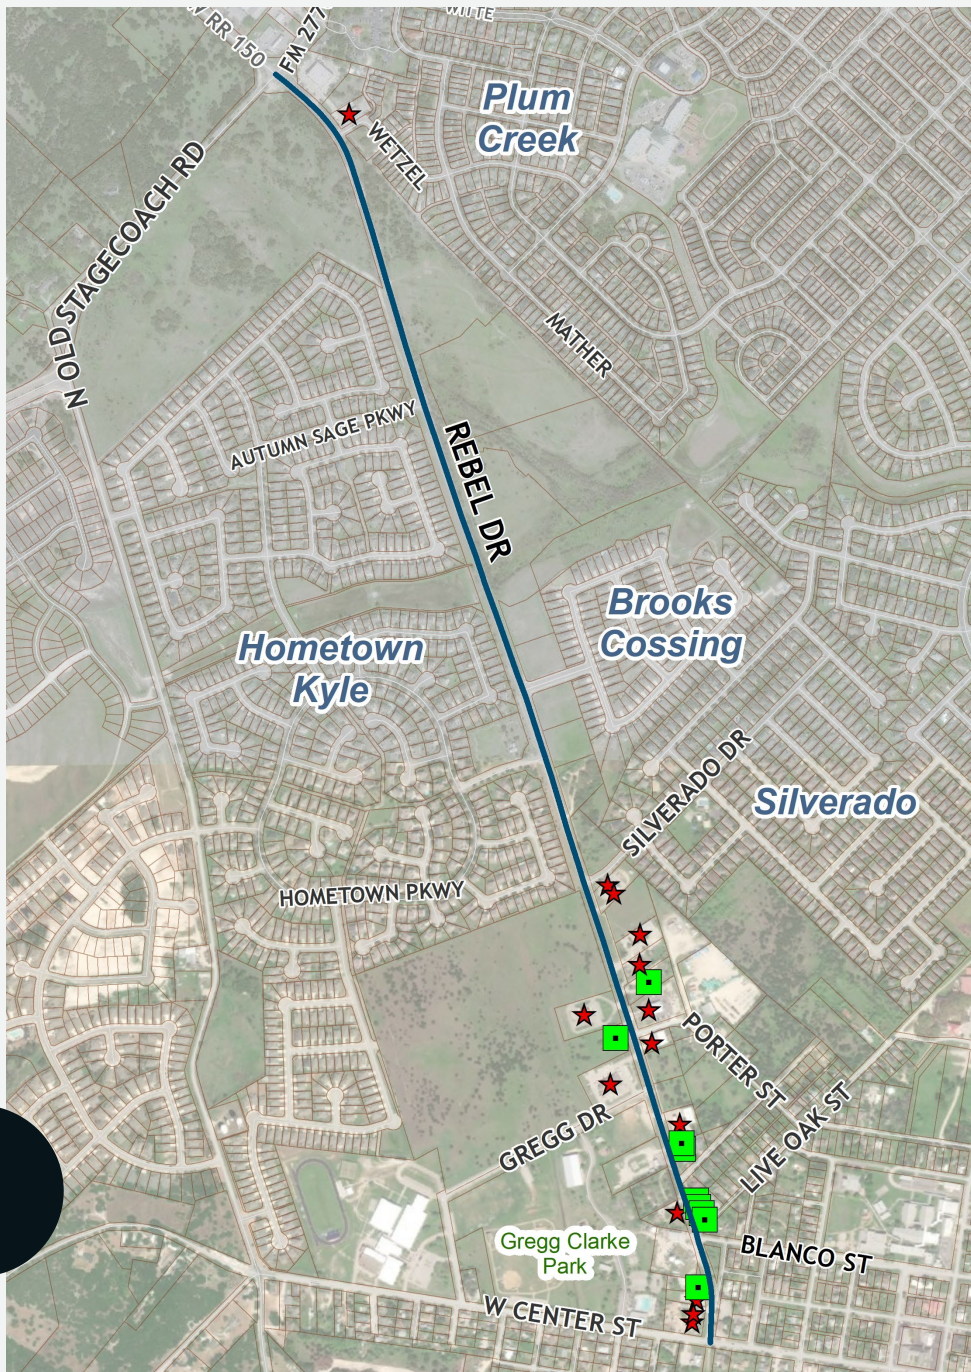 WITTE
RR 150
FM 277
Plum
Creek
WETZEL
N OLD STAGECOACH RD
MATHER
AUTUMN SAGE PKWY
REBEL DR
Brooks
Cossing
Hometown
Kyle
SILVERADO DR
Silverado
HOMETOWN PKWY
PORTER ST
LIVE OAK ST
GREGG DR
Gregg Clarke
Park
BLANCO ST
W CENTER ST